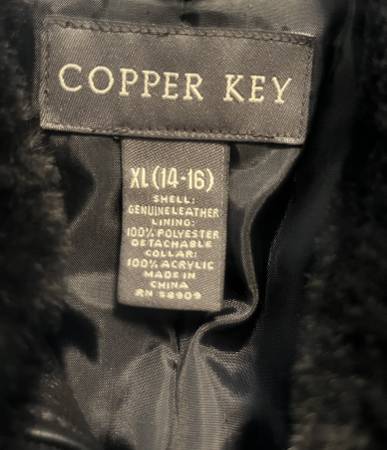 COPPER KEY
XL (14-16)
SHELL:
GENUINE LEATHER
LINING:
100% POLYESTER
DETACHABLE
COLLAR:
100% ACRYLIC
MADE IN
CHINA
RN 58909